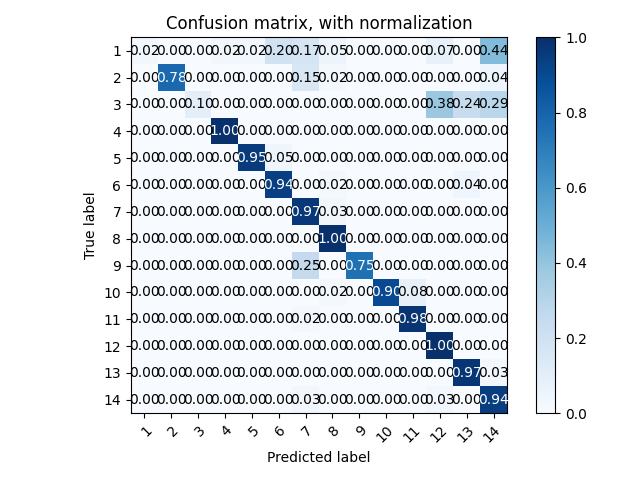 Confusion matrix, with normalization
1 0.02 0.00 0.00 0.02 0.02 0.20 0.17 0.05 0.00 0.00 0.00 0.07 0.00 0.44
2 0.00 0.78 0.00 0.00 0.00 0.00 0.15 0.02 0.00 0.00 0.00 0.00 0.00 0.04
3 0.00 0.00 0.10 0.00 0.00 0.00 0.00 0.00 0.00 0.00 0.00 0.38 0.24 0.29
4 0.00 0.00 0.00 1.00 0.00 0.00 0.00 0.00 0.00 0.00 0.00 0.00 0.00 0.00
5 0.00 0.00 0.00 0.00 0.95 0.05 0.00 0.00 0.00 0.00 0.00 0.00 0.00 0.00
6 0.00 0.00 0.00 0.00 0.00 0.94 0.00 0.02 0.00 0.00 0.00 0.00 0.04 0.00
7 0.00 0.00 0.00 0.00 0.00 0.00 0.97 0.03 0.00 0.00 0.00 0.00 0.00 0.00
8 0.00 0.00 0.00 0.00 0.00 0.00 0.00 1.00 0.00 0.00 0.00 0.00 0.00 0.00
9 0.00 0.00 0.00 0.00 0.00 0.00 0.25 0.00 0.75 0.00 0.00 0.00 0.00 0.00
10 0.00 0.00 0.00 0.00 0.00 0.00 0.00 0.02 0.00 0.90 0.08 0.00 0.00 0.00
11 0.00 0.00 0.00 0.00 0.00 0.00 0.02 0.00 0.00 0.00 0.98 0.00 0.00 0.00
12 0.00 0.00 0.00 0.00 0.00 0.00 0.00 0.00 0.00 0.00 0.00 1.00 0.00 0.00
13 0.00 0.00 0.00 0.00 0.00 0.00 0.00 0.00 0.00 0.00 0.00 0.00 0.97 0.03
14 0.00 0.00 0.00 0.00 0.00 0.00 0.03 0.00 0.00 0.00 0.00 0.03 0.00 0.94
1 2 3 4 5 6 7 8 9 10 11 12 13 14
True label
Predicted label
1.0
0.8
0.6
0.4
0.2
0.0